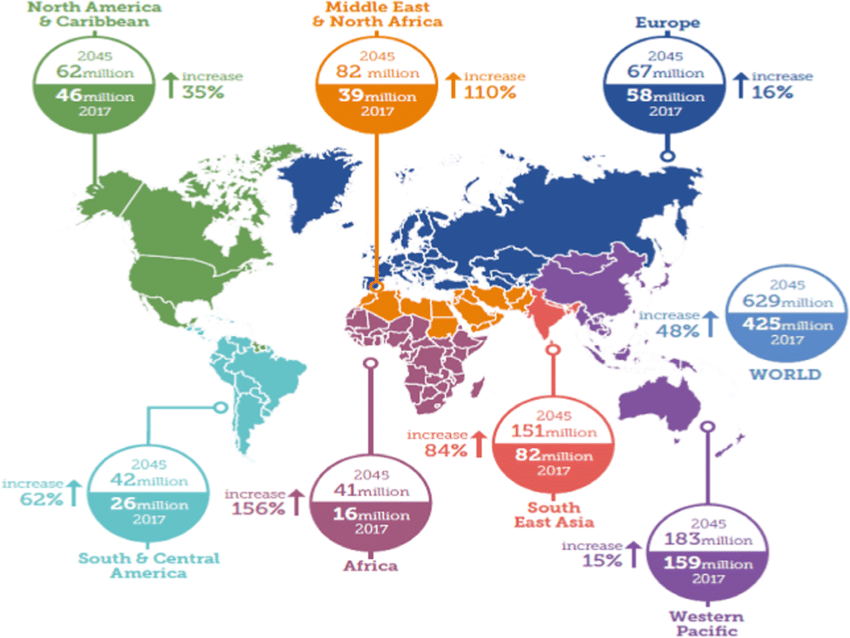 North America
& Caribbean
2045
62million
46million
2017
increase
35%
Middle East
& North Africa
2045
82 million
39million
2017
increase
110%
Europe
2045
67million
58million
2017
increase
16%
2045
629million
425million
2017
increase
48%
WORLD
2045
42million
26million
2017
increase
62%
South & Central
America
2045
41million
16million
2017
increase
156%
Africa
2045
151million
82million
2017
increase
84%
South
East Asia
2045
183million
159million
2017
increase
15%
Western
Pacific